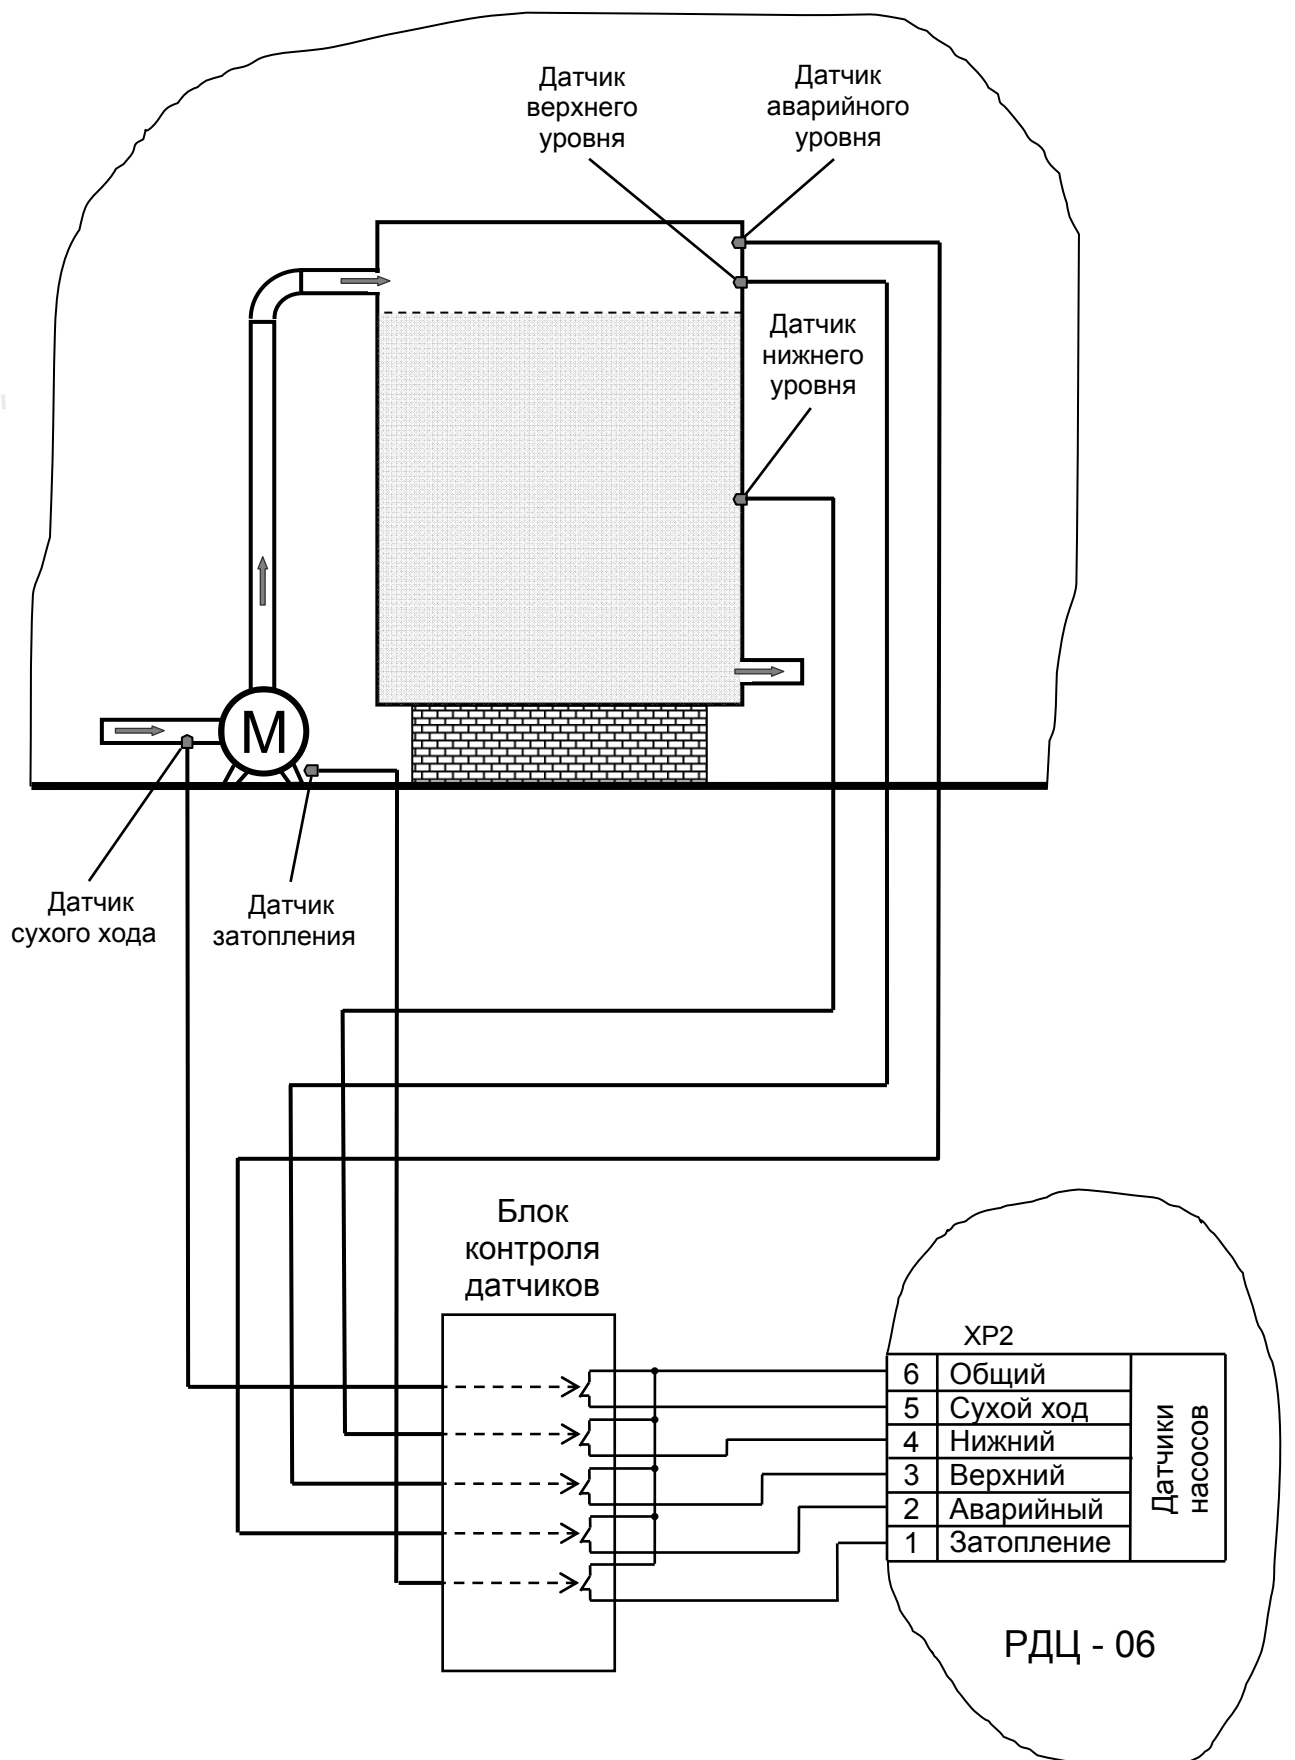 Датчик
верхнего
уровня
Датчик
аварийного
уровня
Датчик
нижнего
уровня
М
Датчик
сухого хода
Датчик
затопления
Блок
контроля
датчиков
ХР2
6 Общий
5 Сухой ход
4 Нижний
3 Верхний
2 Аварийный
1 Затопление
Датчики
насосов
РДЦ - 06